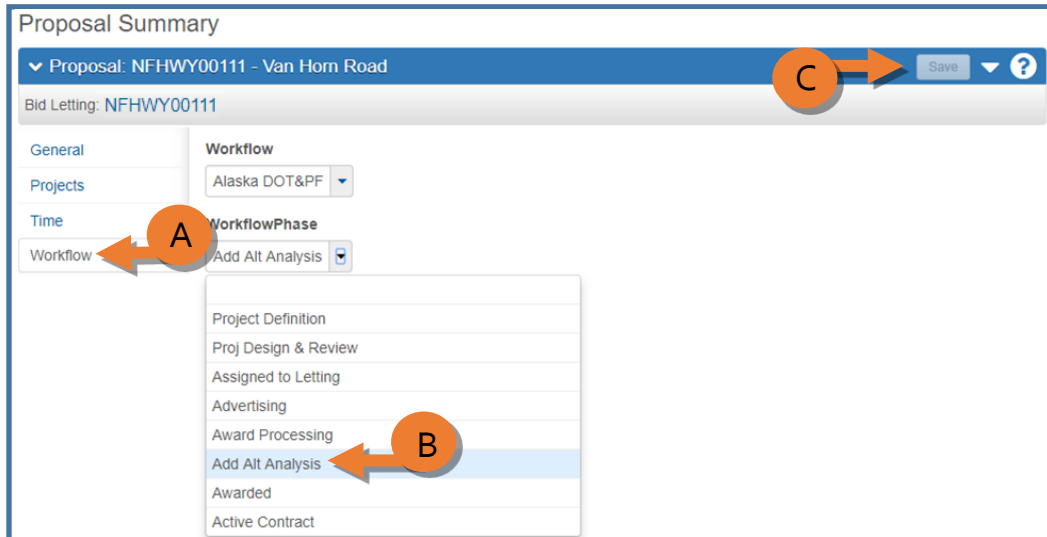 Proposal Summary
Proposal: NFHWY00111 - Van Horn Road
C
Save
?
Bid Letting: NFHWY00111
General
Projects
Time
Workflow
A
Workflow
Alaska DOT&PF
WorkflowPhase
Add Alt Analysis
Project Definition
Proj Design & Review
Assigned to Letting
Advertising
Award Processing
Add Alt Analysis
B
Awarded
Active Contract